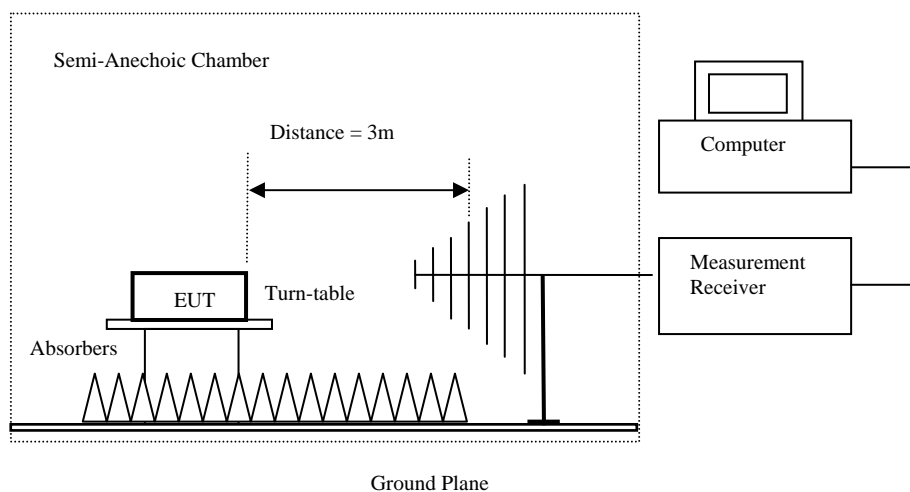 Semi-Anechoic Chamber
Distance = 3m
Computer
Measurement
Receiver
EUT
Turn-table
Absorbers
Ground Plane